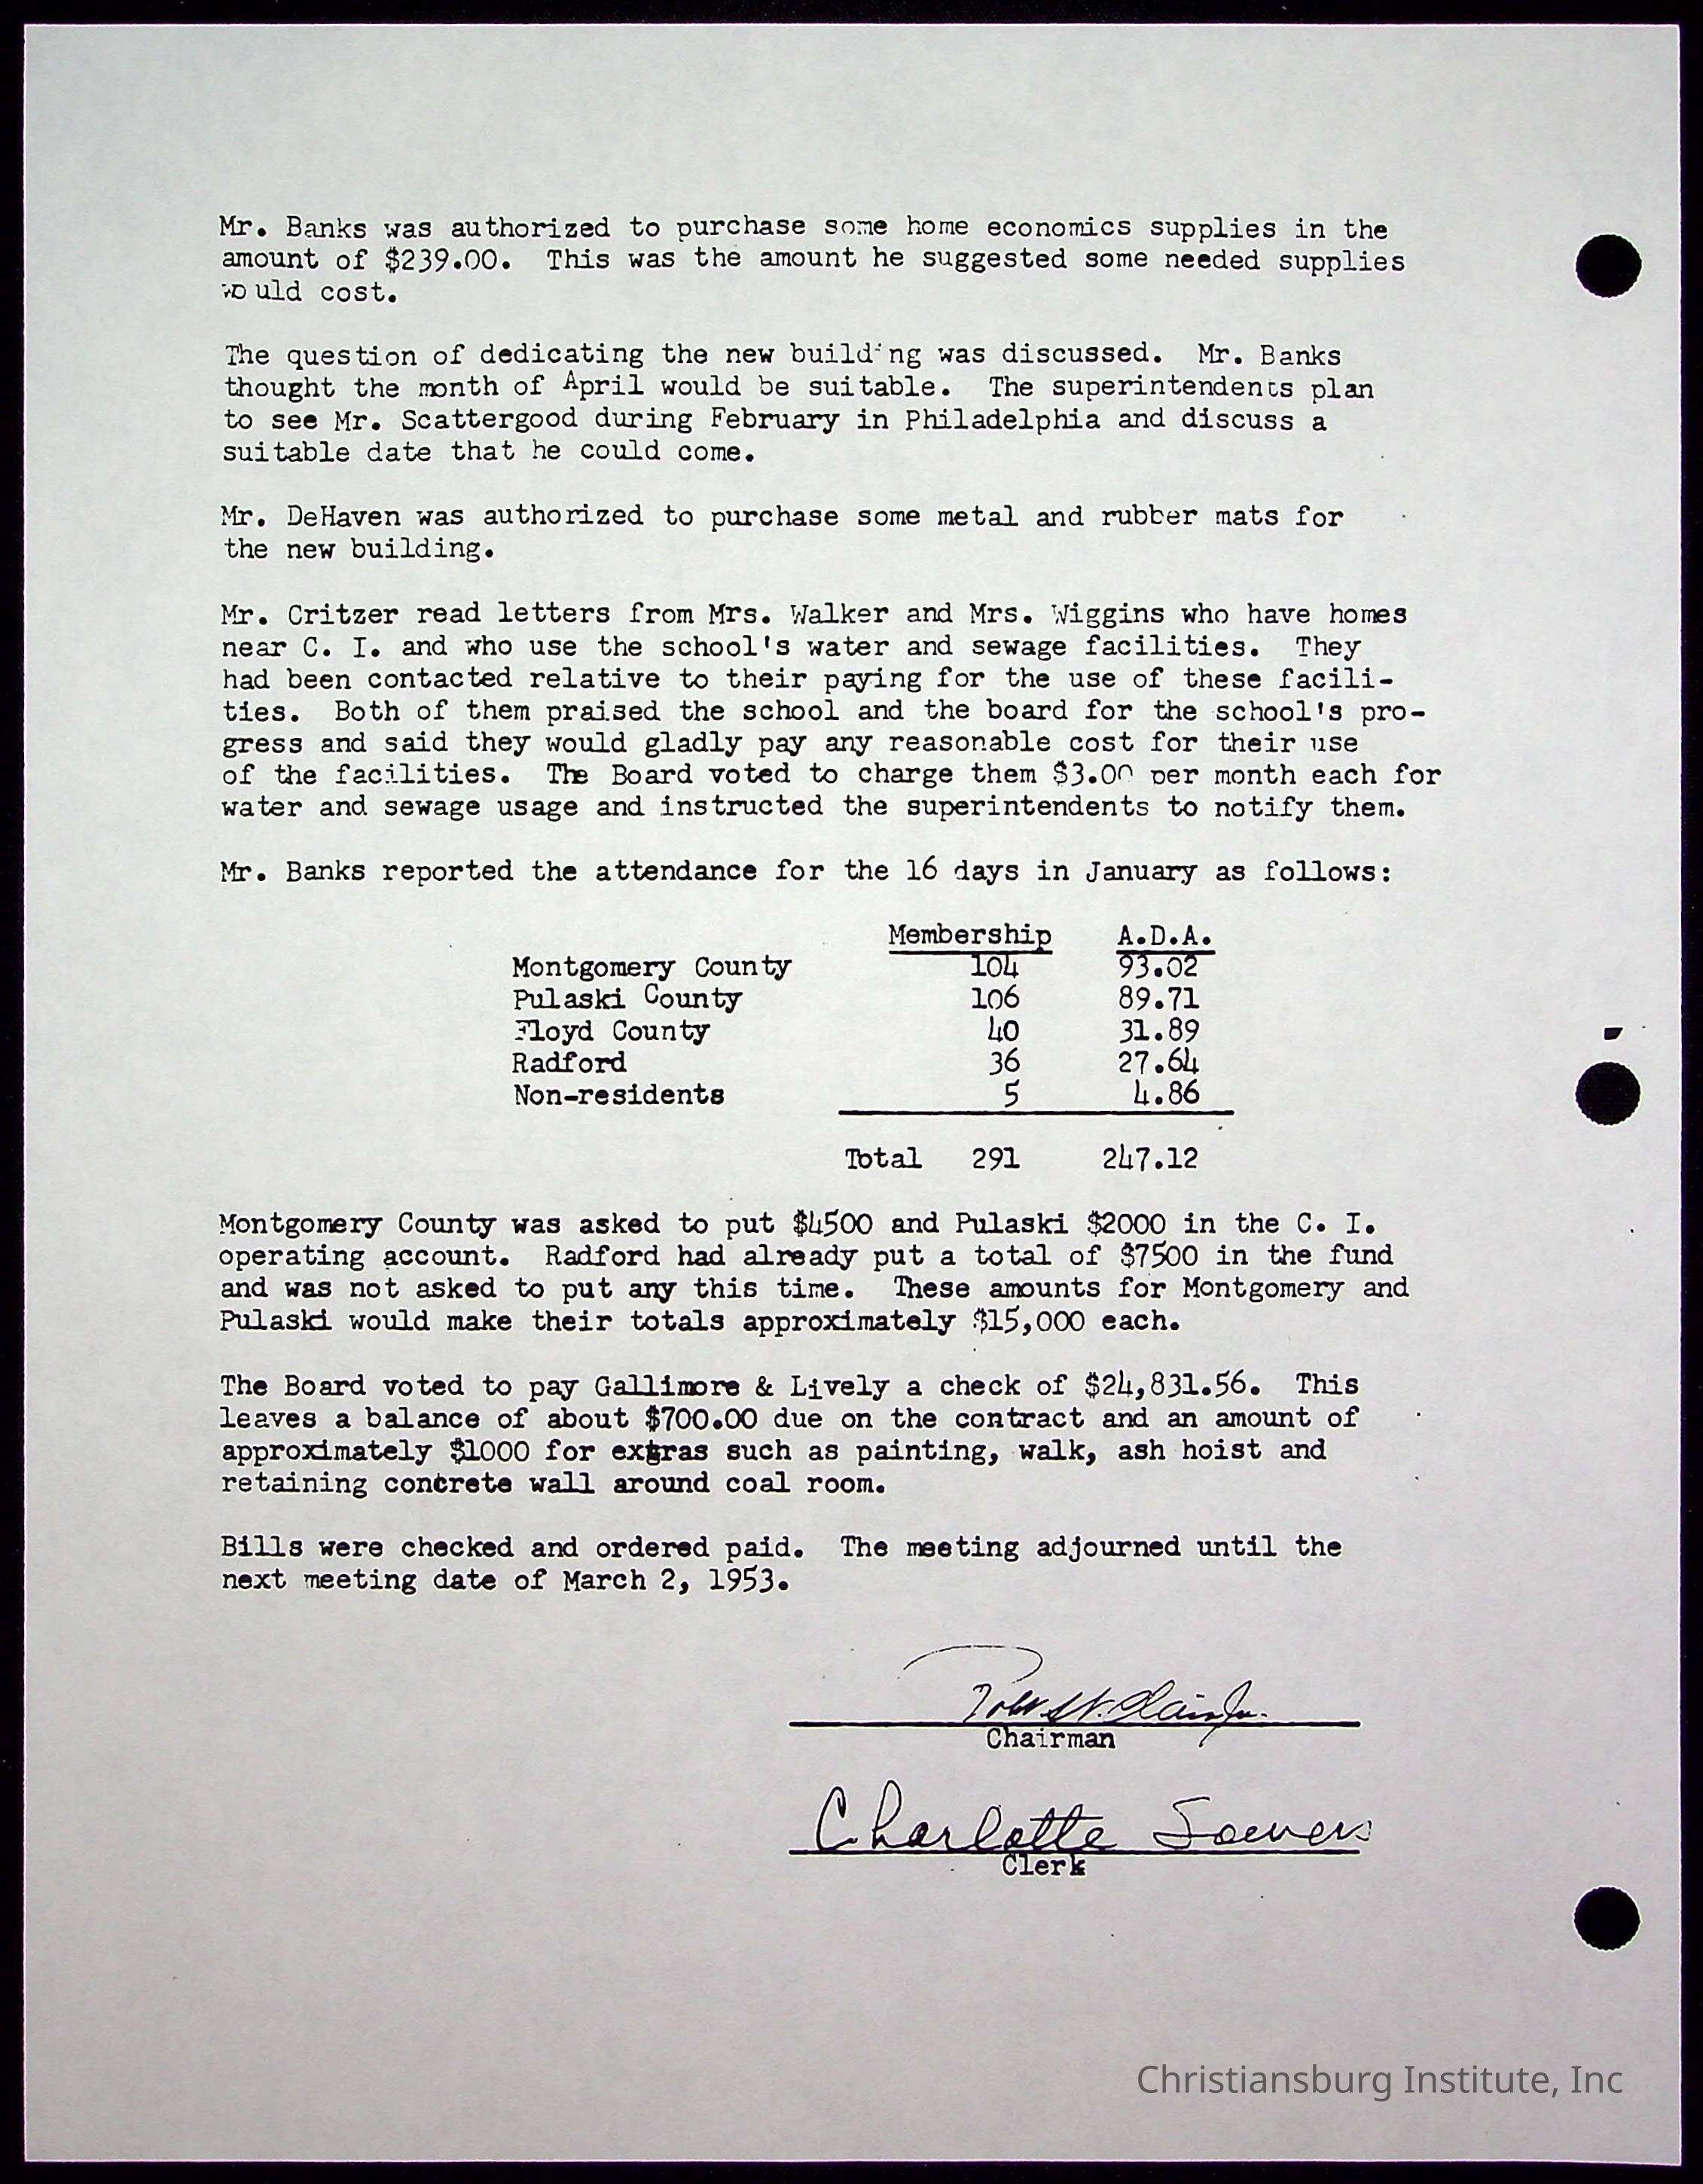 Mr. Banks was authorized to purchase some home economics supplies in the
amount of $239.00. This was the amount he suggested some needed supplies
would cost.
The question of dedicating the new building was discussed. Mr. Banks
thought the month of April would be suitable. The superintendents plan
to see Mr. Scattergood during February in Philadelphia and discuss a
suitable date that he could come.
Mr. DeHaven was authorized to purchase some metal and rubber mats for
the new building.
Mr. Critzer read letters from Mrs. Walker and Mrs. Wiggins who have homes
near C. I. and who use the school's water and sewage facilities. They
had been contacted relative to their paying for the use of these facili-
ties. Both of them praised the school and the board for the school's pro-
gress and said they would gladly pay any reasonable cost for their use
of the facilities. The Board voted to charge them $3.00 per month each for
water and sewage usage and instructed the superintendents to notify them.
Mr. Banks reported the attendance for the 16 days in January as follows:
Membership A.D.A.
Montgomery County 104 93.02
Pulaski County 106 89.71
Floyd County 40 31.89
Radford 36 27.64
Non-residents 5 4.86
Total 291 247.12
Montgomery County was asked to put $4500 and Pulaski $2000 in the C. I.
operating account. Radford had already put a total of $7500 in the fund
and was not asked to put any this time. These amounts for Montgomery and
Pulaski would make their totals approximately $15,000 each.
The Board voted to pay Gallimore & Lively a check of $24,831.56. This
leaves a balance of about $700.00 due on the contract and an amount of
approximately $1000 for extras such as painting, walk, ash hoist and
retaining concrete wall around coal room.
Bills were checked and ordered paid. The meeting adjourned until the
next meeting date of March 2, 1953.
Chairman
Charlotte
Clerk
Christiansburg Institute, Inc